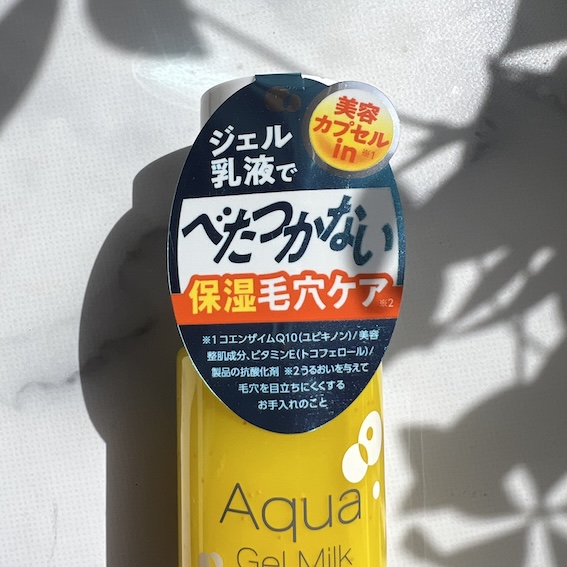 美容
カプセル
in ※1
ジェル
乳液で
べたつかない
保湿毛穴ケア※2
※1コエンザイムQ10(ユビキノン)/美容
整肌成分、ビタミンE(トコフェロール)/
製品の抗酸化剤 ※2うるおいを与えて
毛穴を目立ちにくくする
お手入れのこと
Aqua
Gel Milk